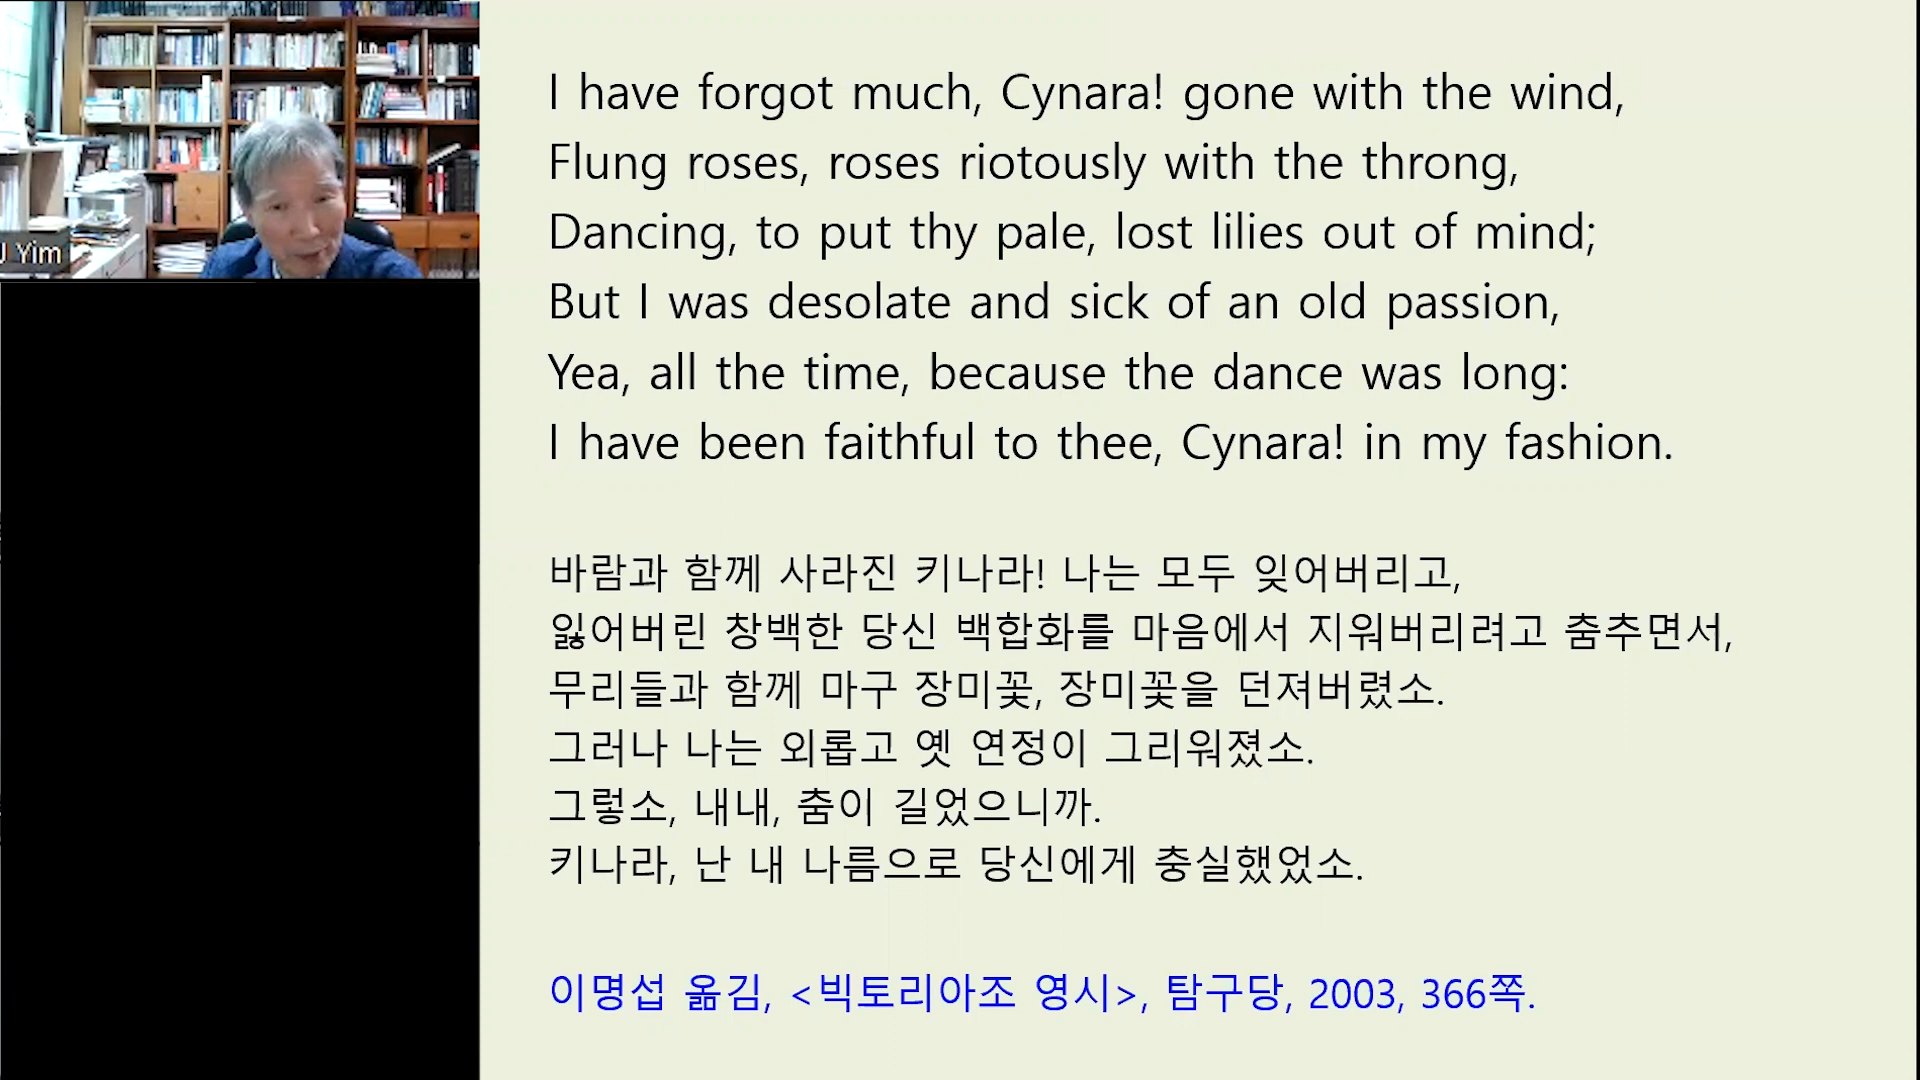 J Yim
I have forgot much, Cynara! gone with the wind,
Flung roses, roses riotously with the throng,
Dancing, to put thy pale, lost lilies out of mind;
But I was desolate and sick of an old passion,
Yea, all the time, because the dance was long:
I have been faithful to thee, Cynara! in my fashion.
바람과 함께 사라진 키나라! 나는 모두 잊어버리고,
잃어버린 창백한 당신 백합화를 마음에서 지워버리려고 춤추면서,
무리들과 함께 마구 장미꽃, 장미꽃을 던져버렸소.
그러나 나는 외롭고 옛 연정이 그리워졌소.
그렇소, 내내, 춤이 길었으니까.
키나라, 난 내 나름으로 당신에게 충실했었소.
이명섭 옮김, <빅토리아조 영시>, 탐구당, 2003, 366쪽.